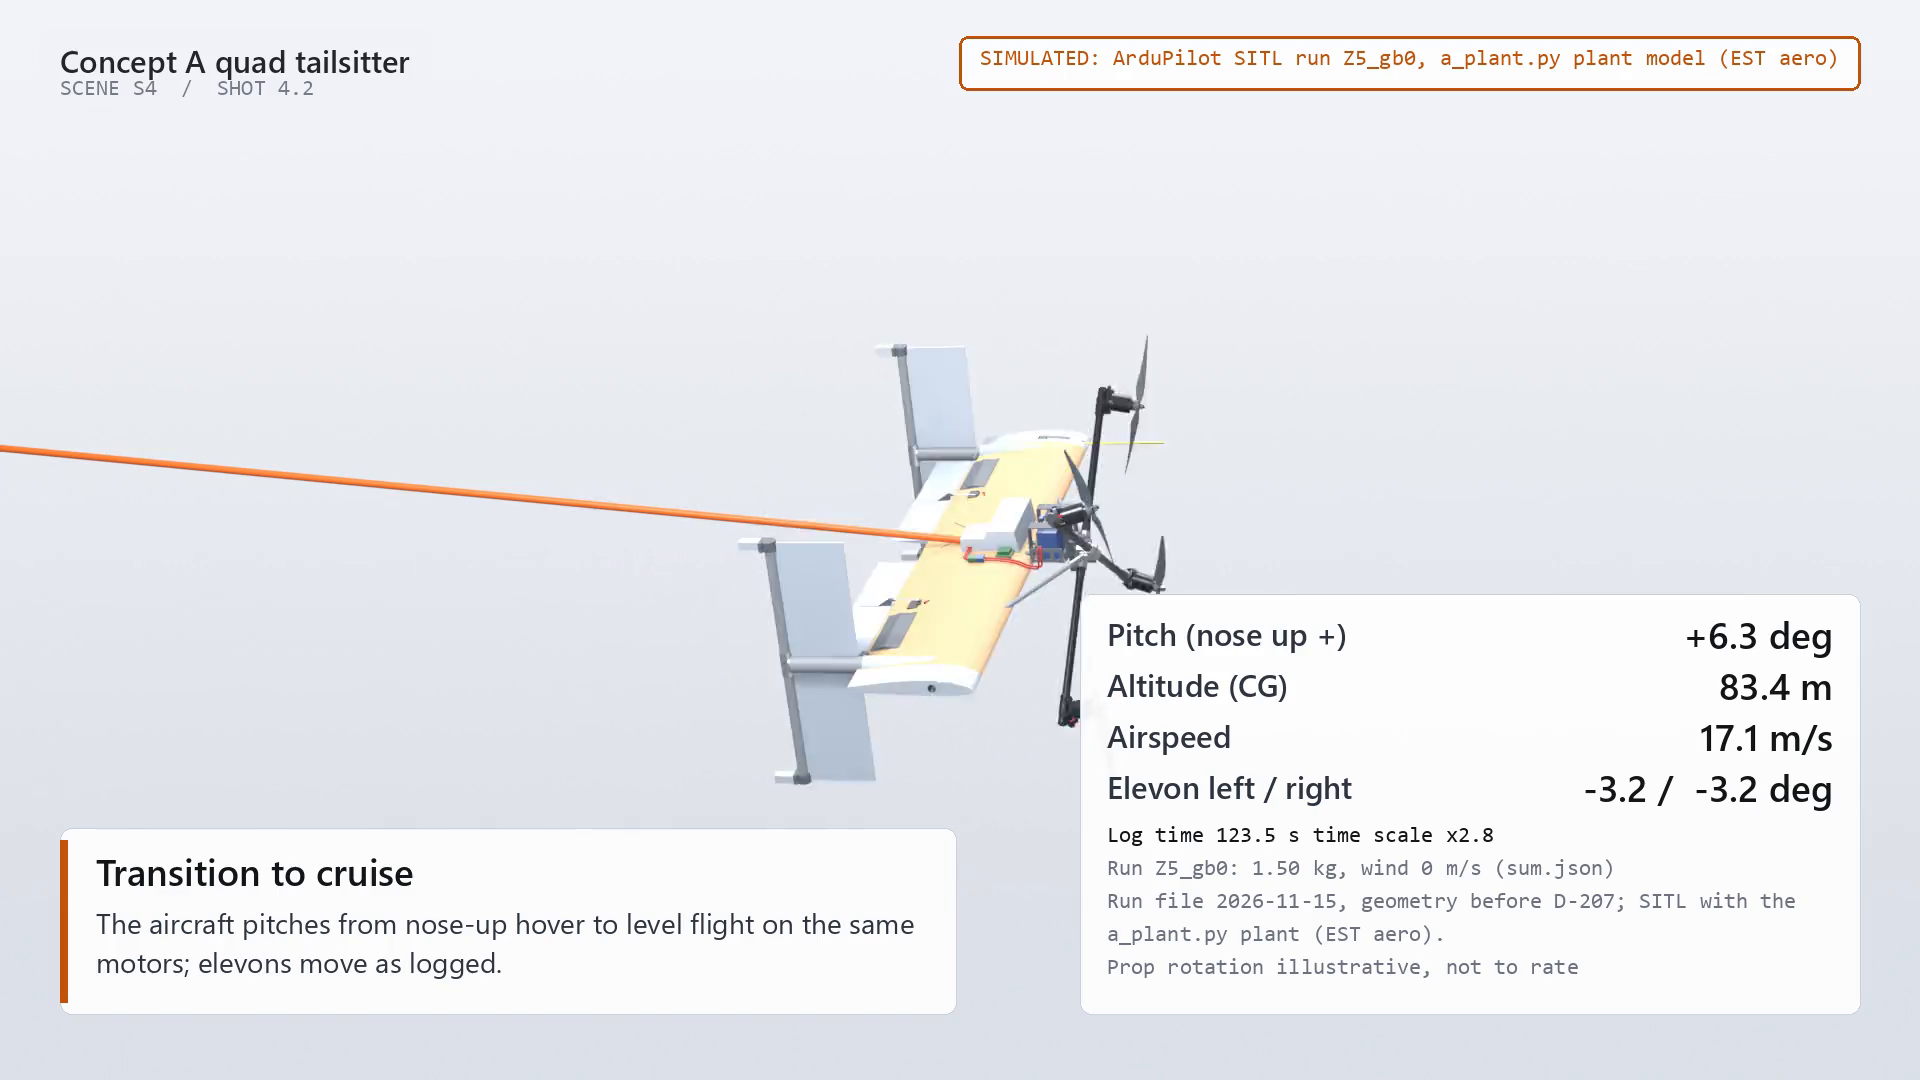 Concept A quad tailsitter
SCENE S4 / SHOT 4.2
SIMULATED: ArduPilot SITL run Z5_gb0, a_plant.py plant model (EST aero)
Pitch (nose up +) +6.3 deg
Altitude (CG) 83.4 m
Airspeed 17.1 m/s
Elevon left / right -3.2 / -3.2 deg
Log time 123.5 s time scale x2.8
Run Z5_gb0: 1.50 kg, wind 0 m/s (sum.json)
Run file 2026-11-15, geometry before D-207; SITL with the
a_plant.py plant (EST aero).
Prop rotation illustrative, not to rate
Transition to cruise
The aircraft pitches from nose-up hover to level flight on the same
motors; elevons move as logged.